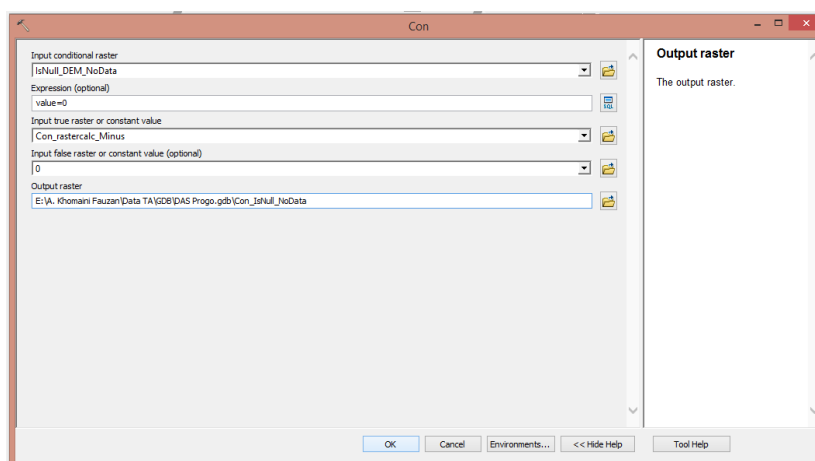 Con
Input conditional raster
IsNull_DEM_NoData
Expression (optional)
value=0
SQL
Input true raster or constant value
Con_rastercalc_Minus
Input false raster or constant value (optional)
0
Output raster
E:\A. Khomaini Fauzan\Data TA\GDB\DAS Progo.gdb\Con_IsNull_NoData
Output raster
The output raster.
OK
Cancel
Environments...
<< Hide Help
Tool Help